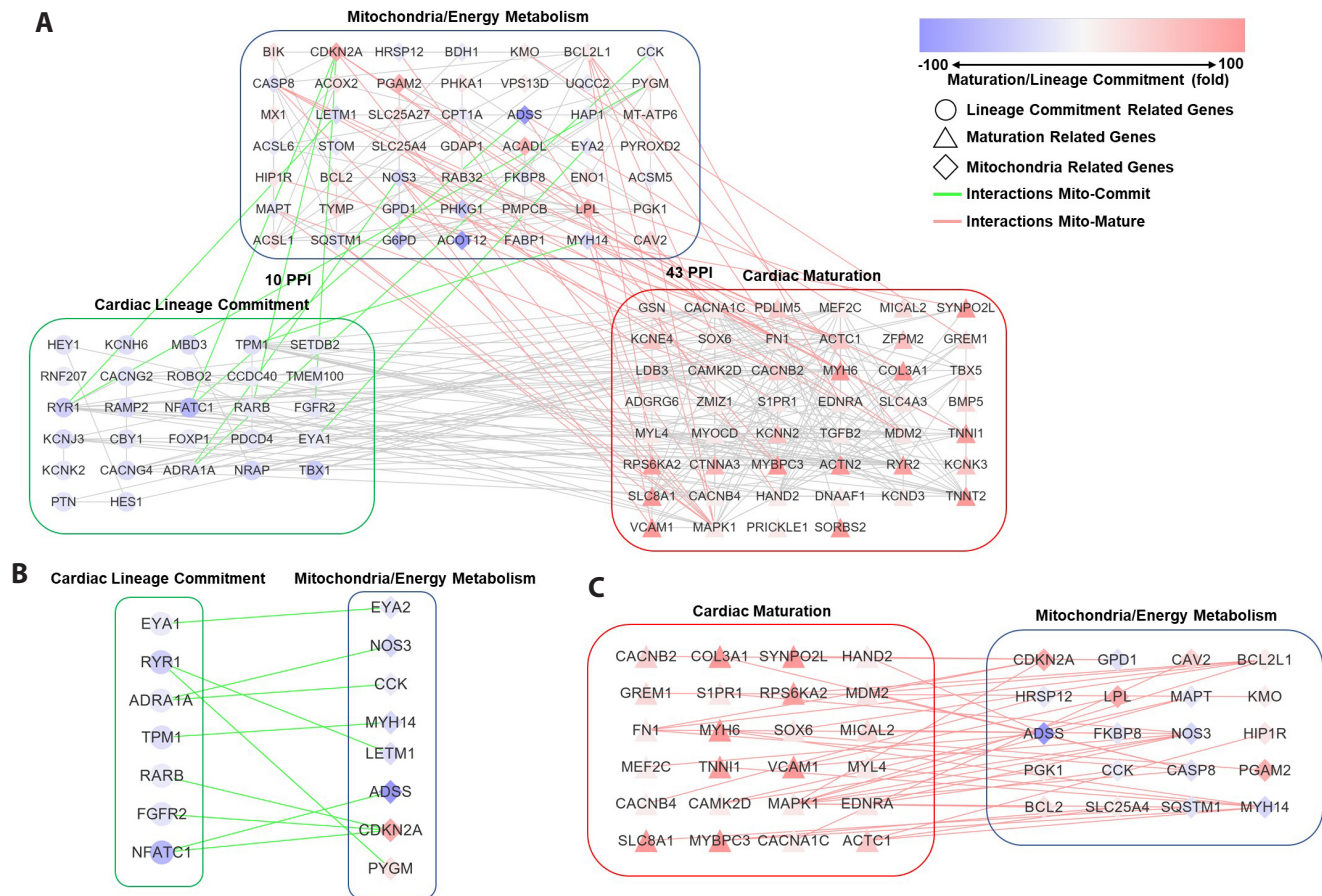 A
Mitochondria/Energy Metabolism
BIK CDKN2A HRSP12 BDH1 KMO BCL2L1 CCK
CASP8 ACOX2 PGAM2 PHKA1 VPS13D UQCC2 PYGM
MX1 LETM1 SLC25A27 CPT1A ADSS HAP1 MT-ATP6
ACSL6 STOM SLC25A4 GDAP1 ACADL EYA2 PYROXD2
HIP1R BCL2 NOS3 RAB32 FKBP8 ENO1 ACSM5
MAPT TYMP GPD1 PHKG1 PMPCB LPL PGK1
ACSL1 SQSTM1 G6PD ACOT12 FABP1 MYH14 CAV2
-100 100
Maturation/Lineage Commitment (fold)
Lineage Commitment Related Genes
Maturation Related Genes
Mitochondria Related Genes
Interactions Mito-Commit
Interactions Mito-Mature
10 PPI
Cardiac Lineage Commitment
HEY1 KCNH6 MBD3 TPM1 SETDB2
RNF207 CACNG2 ROBO2 CCDC40 TMEM100
RYR1 RAMP2 NFATC1 RARB FGFR2
KCNJ3 CBY1 FOXP1 PDCD4 EYA1
KCNK2 CACNG4 ADRA1A NRAP TBX1
PTN HES1
43 PPI
Cardiac Maturation
GSN CACNA1C PDLIM5 MEF2C MICAL2 SYNPO2L
KCNE4 SOX6 FN1 ACTC1 ZFPM2 GREM1
LDB3 CAMK2D CACNB2 MYH6 COL3A1 TBX5
ADGRG6 ZMIZ1 S1PR1 EDNRA SLC4A3 BMP5
MYL4 MYOCD KCNN2 TGFB2 MDM2 TNNI1
RPS6KA2 CTNNA3 MYBPC3 ACTN2 RYR2 KCNK3
SLC8A1 CACNB4 HAND2 DNAAF1 KCND3 TNNT2
VCAM1 MAPK1 PRICKLE1 SORBS2
B
Cardiac Lineage Commitment
EYA1
RYR1
ADRA1A
TPM1
RARB
FGFR2
NFATC1
Mitochondria/Energy Metabolism
EYA2
NOS3
CCK
MYH14
LETM1
ADSS
CDKN2A
PYGM
C
Cardiac Maturation
CACNB2 COL3A1 SYNPO2L HAND2
GREM1 S1PR1 RPS6KA2 MDM2
FN1 MYH6 SOX6 MICAL2
MEF2C TNNI1 VCAM1 MYL4
CACNB4 CAMK2D MAPK1 EDNRA
SLC8A1 MYBPC3 CACNA1C ACTC1
Mitochondria/Energy Metabolism
CDKN2A GPD1 CAV2 BCL2L1
HRSP12 LPL MAPT KMO
ADSS FKBP8 NOS3 HIP1R
PGK1 CCK CASP8 PGAM2
BCL2 SLC25A4 SQSTM1 MYH14